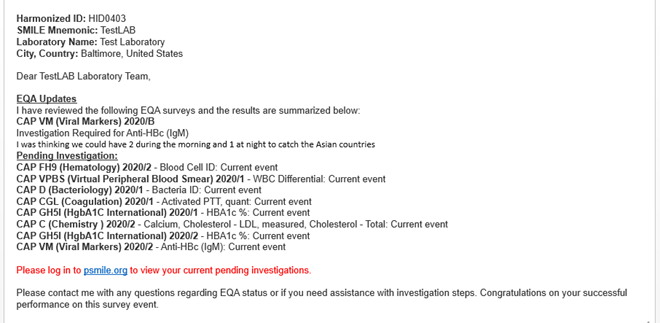 Harmonized ID: HID0403
SMILE Mnemonic: TestLAB
Laboratory Name: Test Laboratory
City, Country: Baltimore, United States
Dear TestLAB Laboratory Team,
EQA Updates
I have reviewed the following EQA surveys and the results are summarized below:
CAP VM (Viral Markers) 2020/B
Investigation Required for Anti-HBc (IgM)
I was thinking we could have 2 during the morning and 1 at night to catch the Asian countries
Pending Investigation:
CAP FH9 (Hematology) 2020/2 - Blood Cell ID: Current event
CAP VPBS (Virtual Peripheral Blood Smear) 2020/1 - WBC Differential: Current event
CAP D (Bacteriology) 2020/1 - Bacteria ID: Current event
CAP CGL (Coagulation) 2020/1 - Activated PTT, quant: Current event
CAP GH5I (HgbA1C International) 2020/1 - HBA1c %: Current event
CAP C (Chemistry ) 2020/2 - Calcium, Cholesterol - LDL, measured, Cholesterol - Total: Current event
CAP GH5I (HgbA1C International) 2020/2 - HBA1c %: Current event
CAP VM (Viral Markers) 2020/2 - Anti-HBc (IgM): Current event
Please log in to psmile.org to view your current pending investigations.
Please contact me with any questions regarding EQA status or if you need assistance with investigation steps. Congratulations on your successful
performance on this survey event.